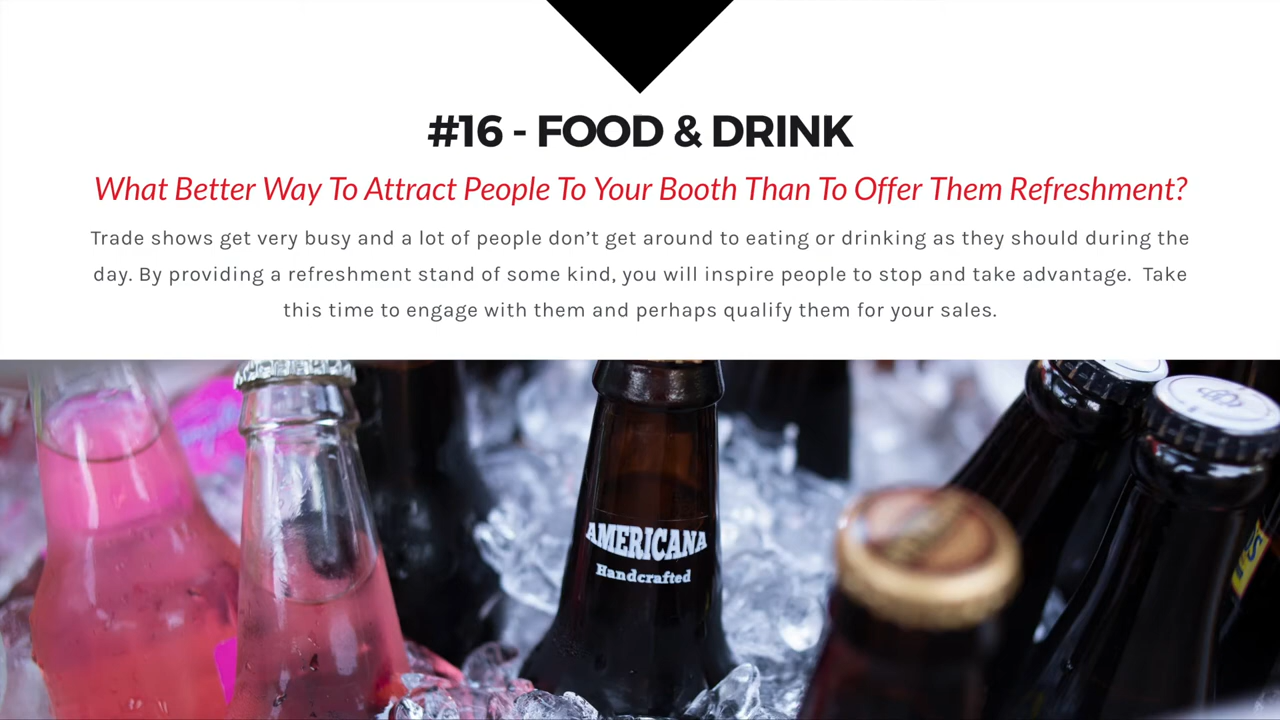 #16 - FOOD & DRINK
What Better Way To Attract People To Your Booth Than To Offer Them Refreshment?
Trade shows get very busy and a lot of people don’t get around to eating or drinking as they should during the
day. By providing a refreshment stand of some kind, you will inspire people to stop and take advantage.  Take
this time to engage with them and perhaps qualify them for your sales.
AMERICANA
Handcrafted